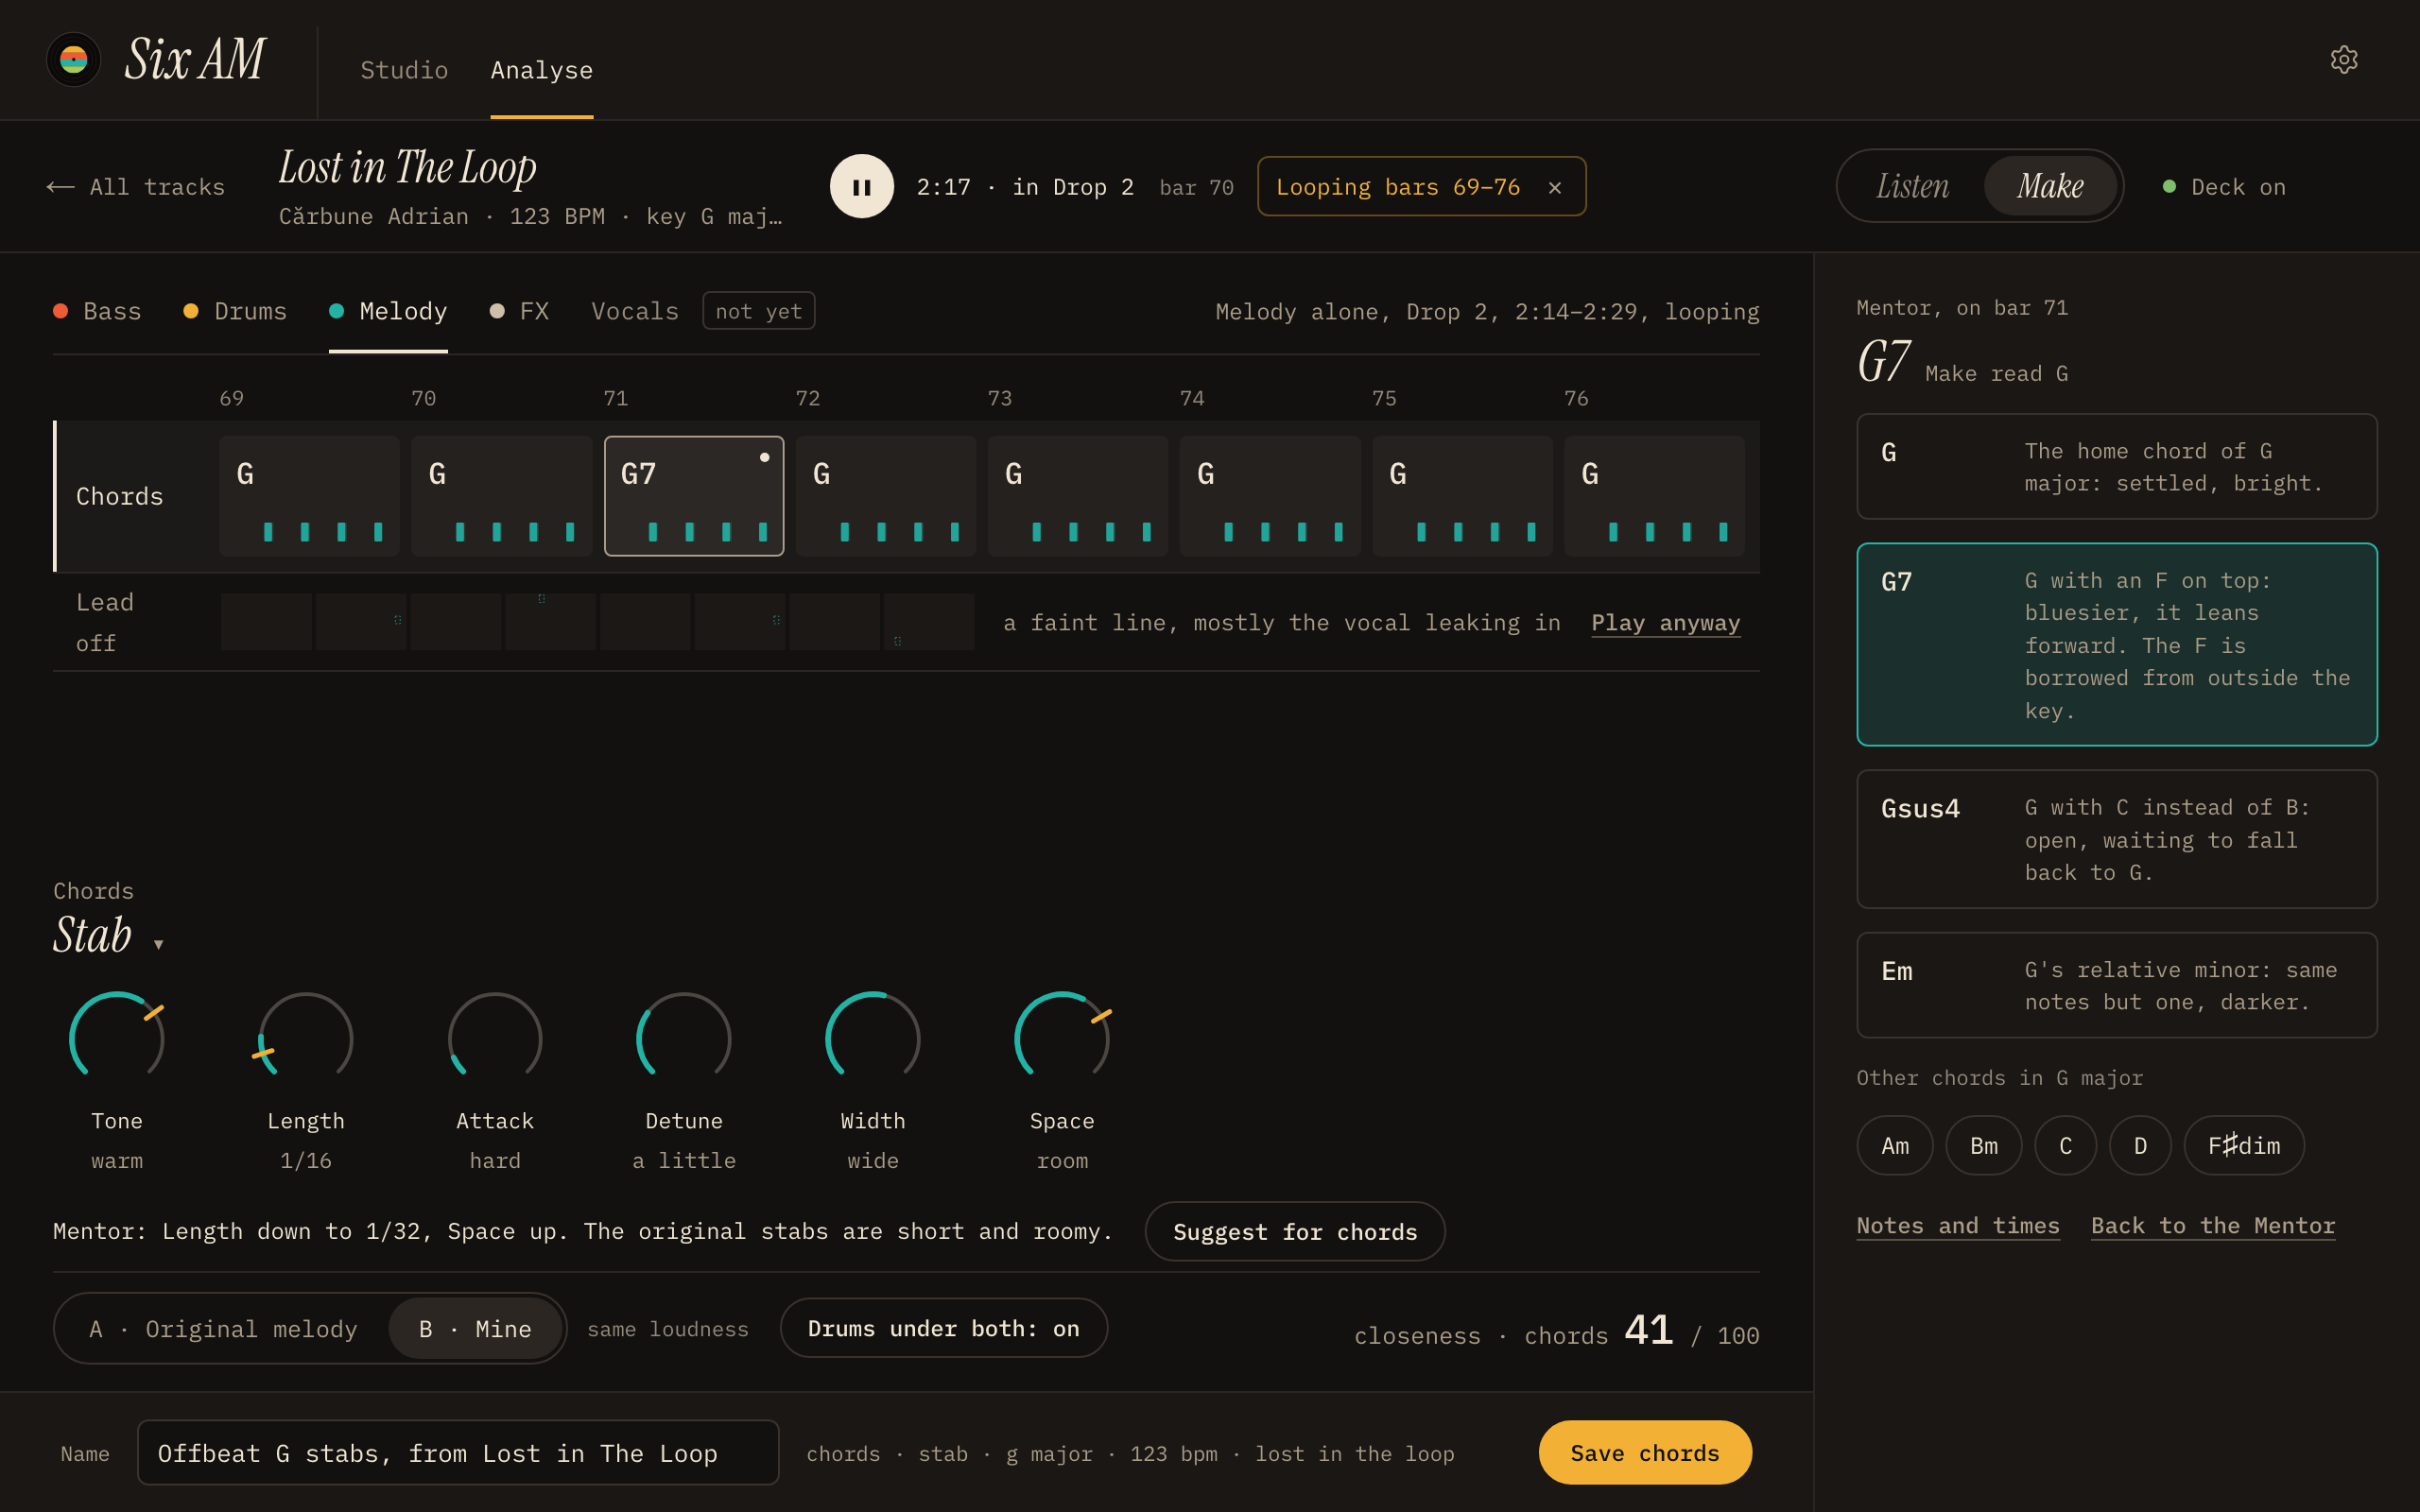 Six AM
Studio
Analyse
← All tracks
Lost in The Loop
Cărbune Adrian · 123 BPM · key G maj…
2:17 · in Drop 2
bar 70
Looping bars 69–76 ×
Listen
Make
Deck on
Bass
Drums
Melody
FX
Vocals
not yet
Melody alone, Drop 2, 2:14–2:29, looping
69 70 71 72 73 74 75 76
Chords
G G G7 G G G G G
Lead
off
a faint line, mostly the vocal leaking in
Play anyway
Chords
Stab ▾
Tone Length Attack Detune Width Space
warm 1/16 hard a little wide room
Mentor: Length down to 1/32, Space up. The original stabs are short and roomy.
Suggest for chords
A · Original melody
B · Mine
same loudness
Drums under both: on
closeness · chords 41 / 100
Name
Offbeat G stabs, from Lost in The Loop
chords · stab · g major · 123 bpm · lost in the loop
Save chords
Mentor, on bar 71
G7 Make read G
G
The home chord of G
major: settled, bright.
G7
G with an F on top:
bluesier, it leans
forward. The F is
borrowed from outside the
key.
Gsus4
G with C instead of B:
open, waiting to fall
back to G.
Em
G's relative minor: same
notes but one, darker.
Other chords in G major
Am Bm C D F♯dim
Notes and times
Back to the Mentor